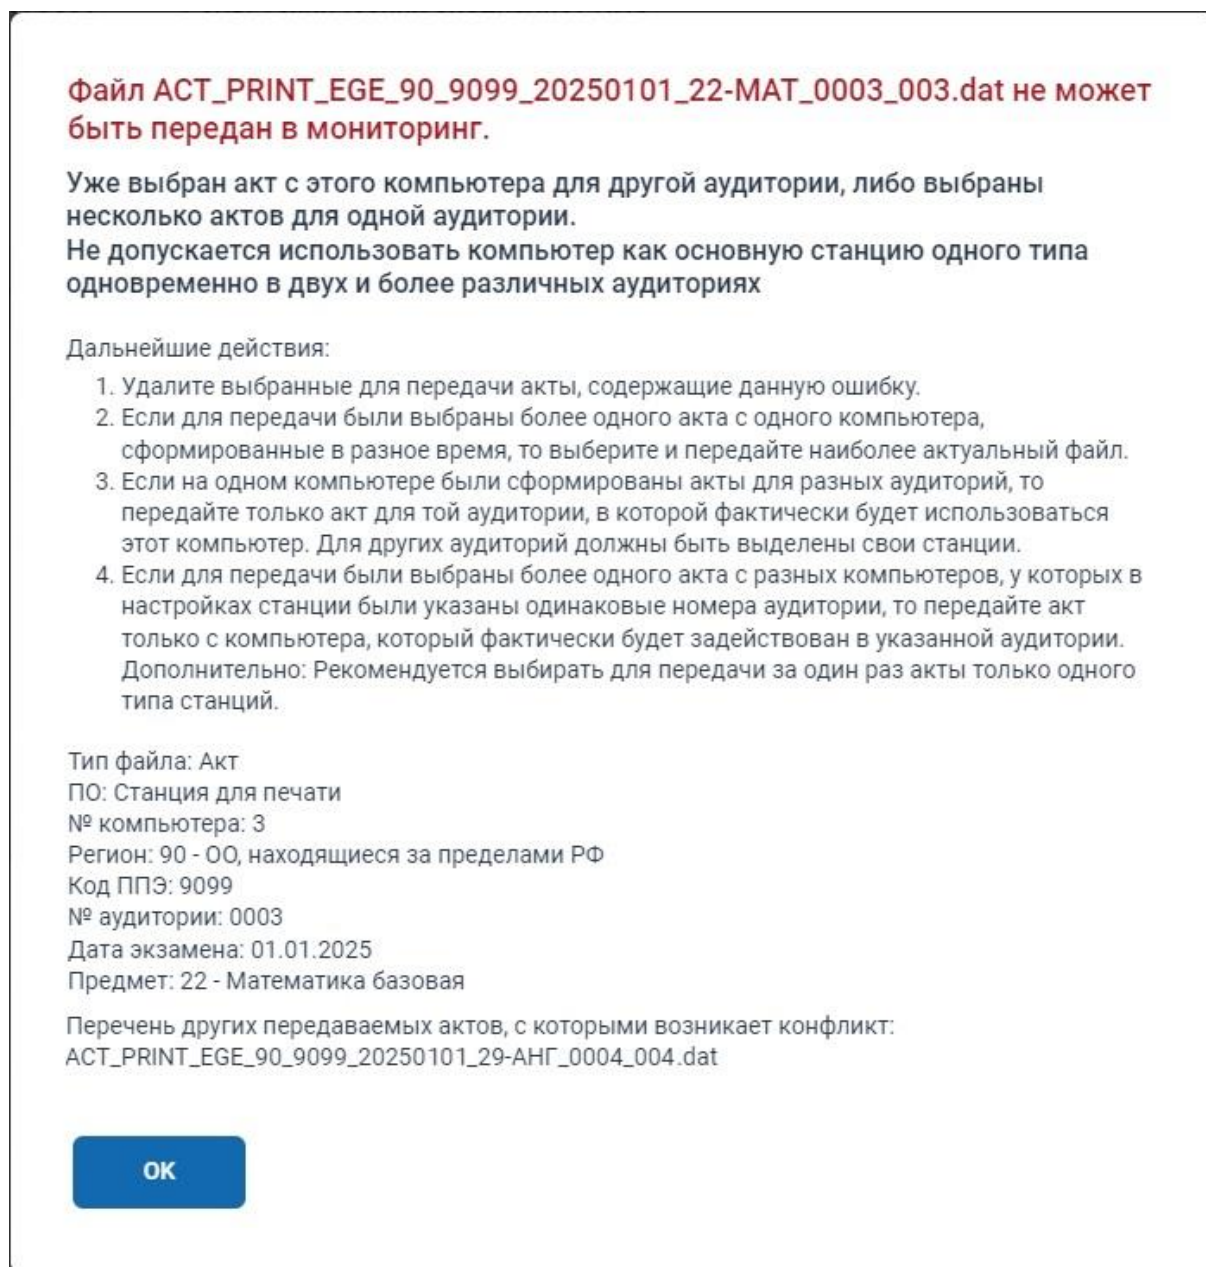 Файл ACT_PRINT_EGE_90_9099_20250101_22-МАТ_0003_003.dat не может
быть передан в мониторинг.
Уже выбран акт с этого компьютера для другой аудитории, либо выбраны
несколько актов для одной аудитории.
Не допускается использовать компьютер как основную станцию одного типа
одновременно в двух и более различных аудиториях
Дальнейшие действия:
1. Удалите выбранные для передачи акты, содержащие данную ошибку.
2. Если для передачи были выбраны более одного акта с одного компьютера,
сформированные в разное время, то выберите и передайте наиболее актуальный файл.
3. Если на одном компьютере были сформированы акты для разных аудиторий, то
передайте только акт для той аудитории, в которой фактически будет использоваться
этот компьютер. Для других аудиторий должны быть выделены свои станции.
4. Если для передачи были выбраны более одного акта с разных компьютеров, у которых в
настройках станции были указаны одинаковые номера аудитории, то передайте акт
только с компьютера, который фактически будет задействован в указанной аудитории.
Дополнительно: Рекомендуется выбирать для передачи за один раз акты только одного
типа станций.
Тип файла: Акт
ПО: Станция для печати
№ компьютера: 3
Регион: 90 - ОО, находящиеся за пределами РФ
Код ППЭ: 9099
№ аудитории: 0003
Дата экзамена: 01.01.2025
Предмет: 22 - Математика базовая
Перечень других передаваемых актов, с которыми возникает конфликт:
ACT_PRINT_EGE_90_9099_20250101_29-АНГ_0004_004.dat
ОК